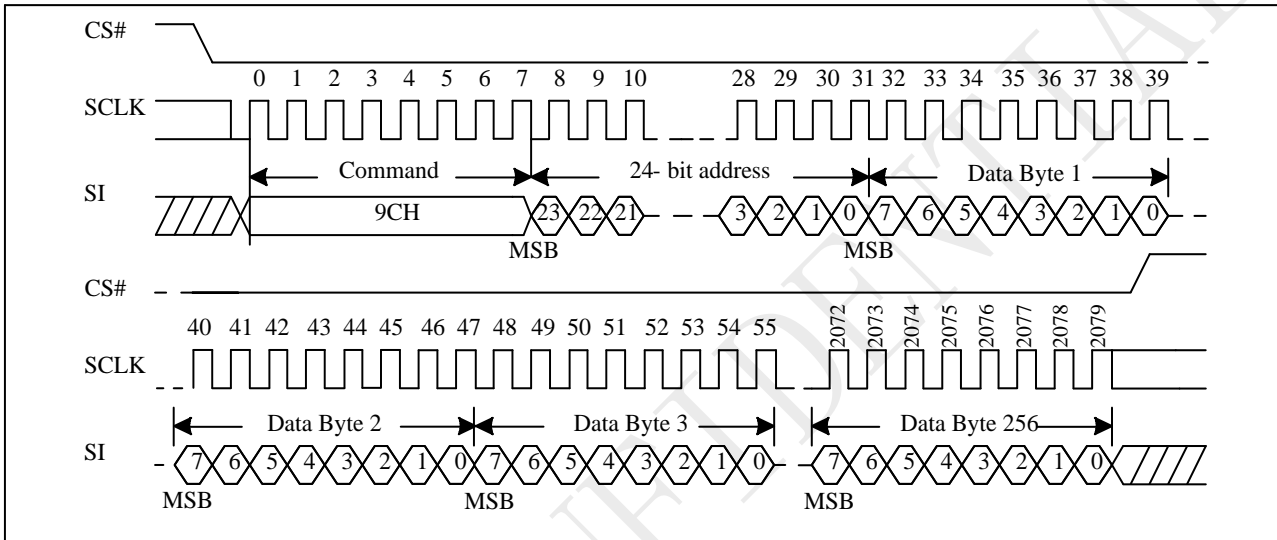 CS#
0 1 2 3 4 5 6 7 8 9 10 28 29 30 31 32 33 34 35 36 37 38 39
SCLK
Command 24- bit address Data Byte 1
SI
9CH 23 22 21 3 2 1 0 7 6 5 4 3 2 1 0
MSB MSB
CS#
40 41 42 43 44 45 46 47 48 49 50 51 52 53 54 55 2072 2073 2074 2075 2076 2077 2078 2079
SCLK
Data Byte 2 Data Byte 3 Data Byte 256
SI
7 6 5 4 3 2 1 0 7 6 5 4 3 2 1 0 7 6 5 4 3 2 1 0
MSB MSB MSB